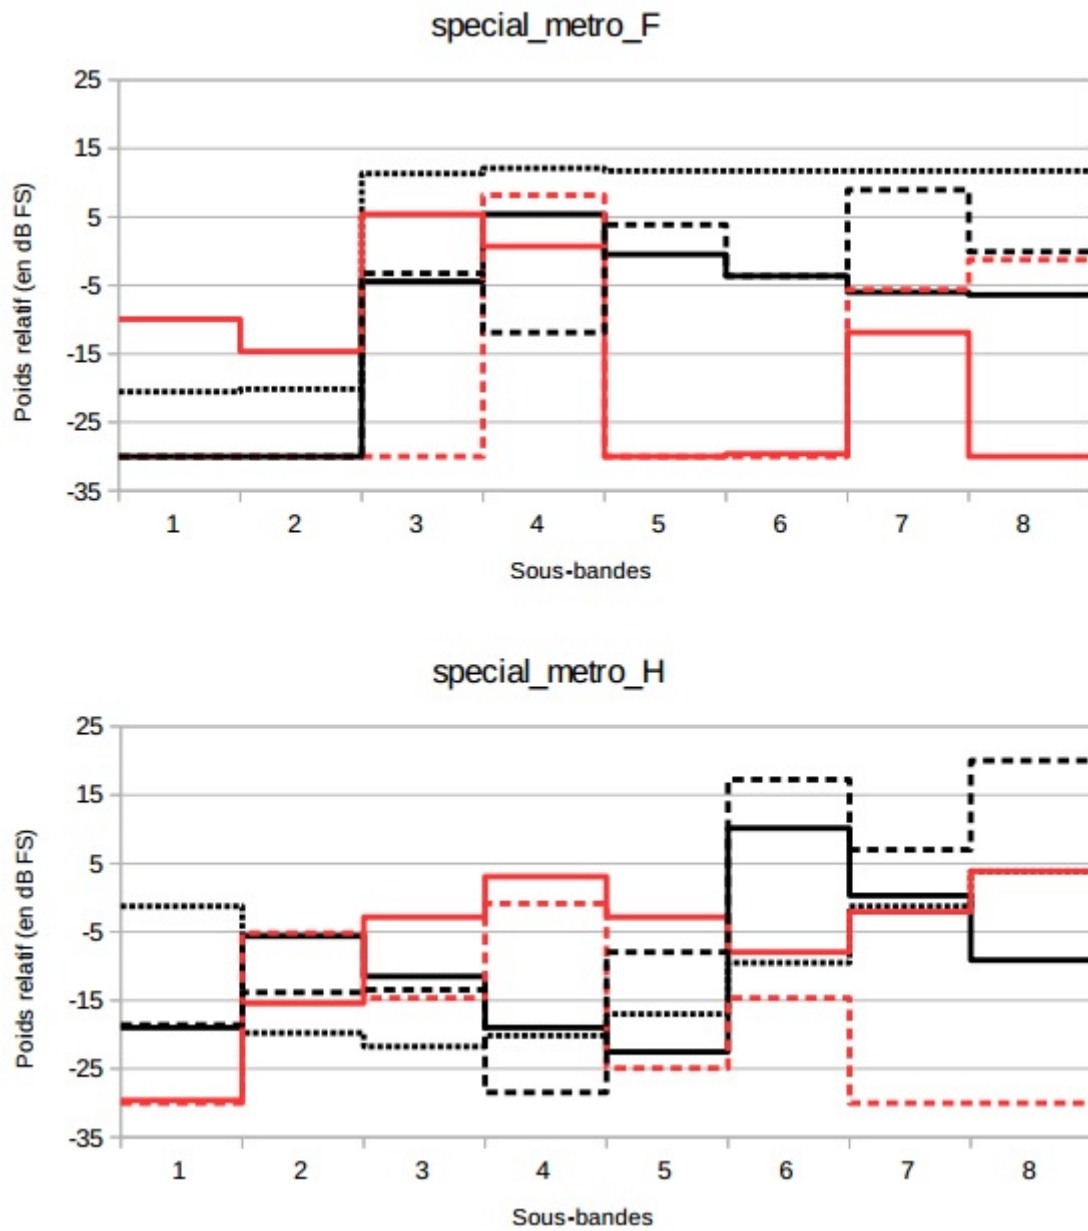 special_metro_F
25
15
5
-5
-15
-25
-35
Poids relatif (en dB FS)
1 2 3 4 5 6 7 8
Sous-bandes
special_metro_H
25
15
5
-5
-15
-25
-35
Poids relatif (en dB FS)
1 2 3 4 5 6 7 8
Sous-bandes